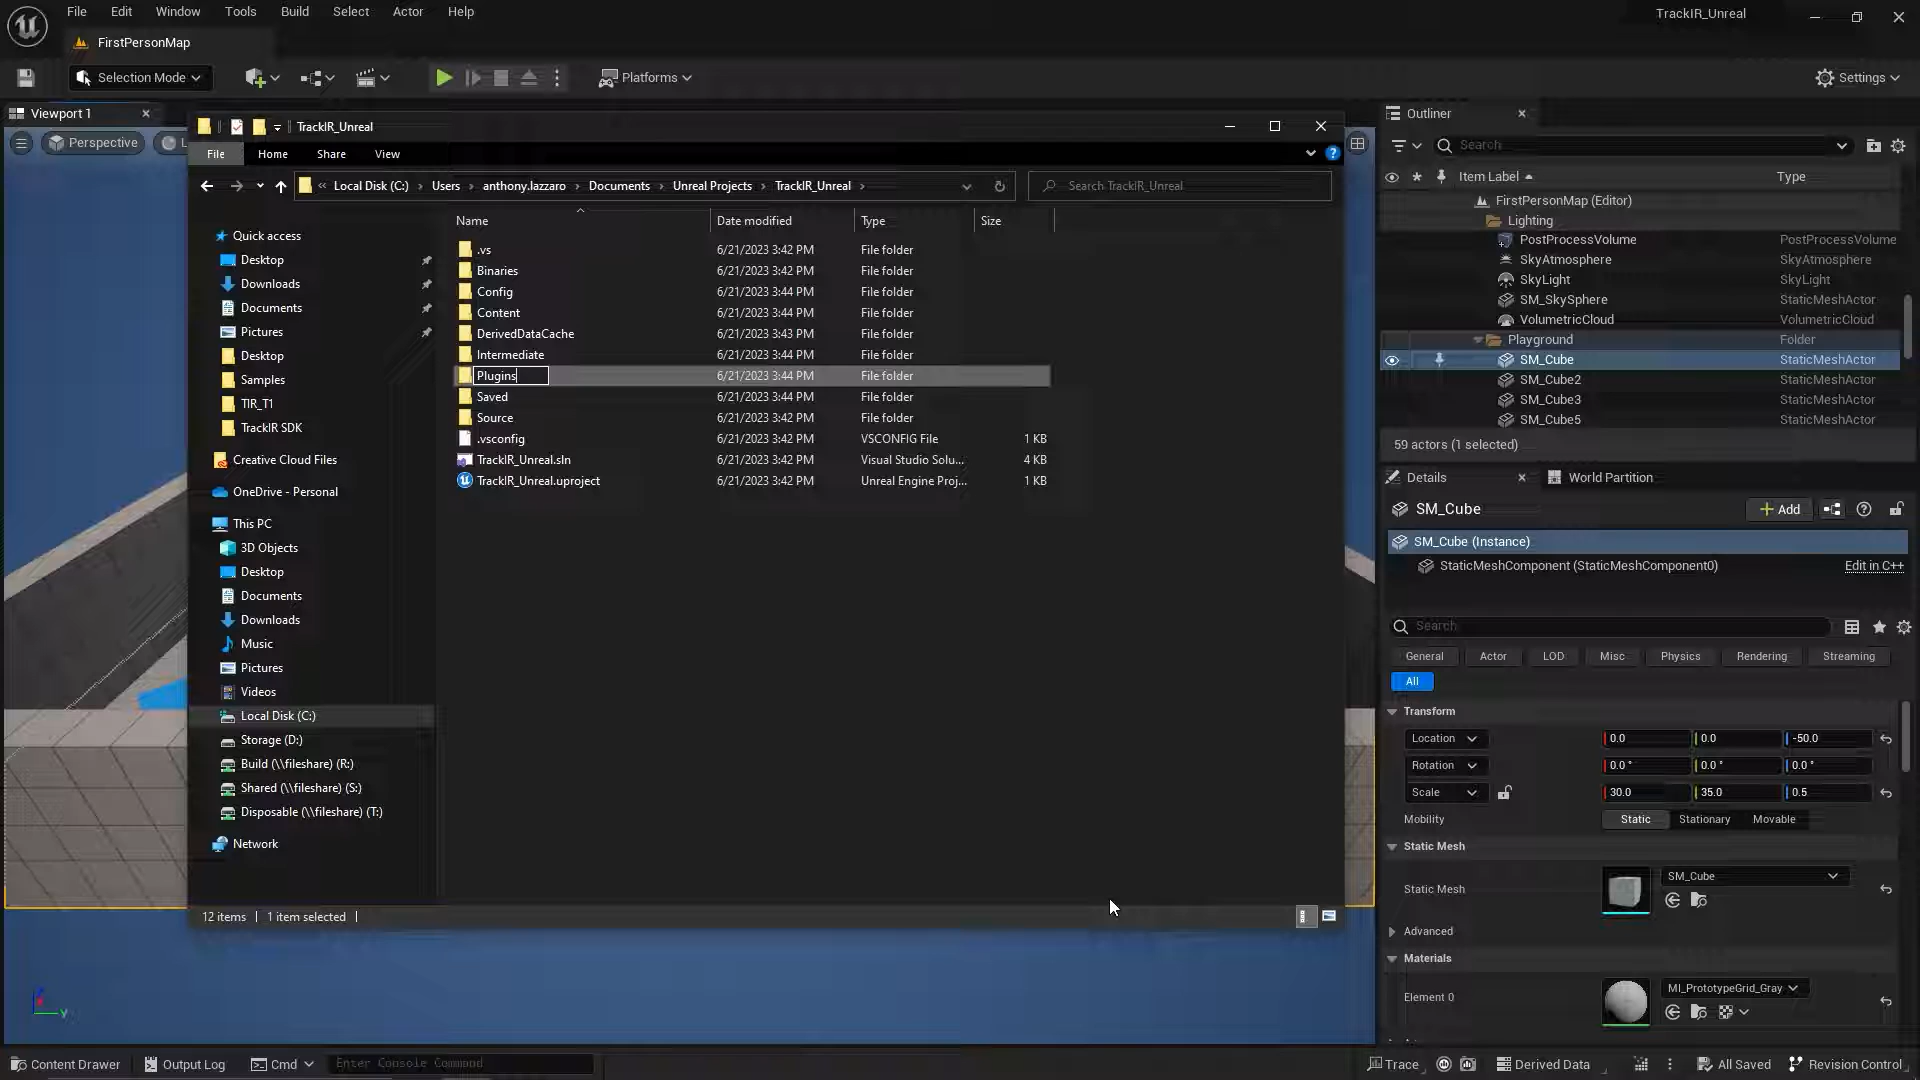 File Edit Window Tools Build Select Actor Help
TrackIR_Unreal
FirstPersonMap
Selection Mode
Platforms
Settings
Viewport 1
Perspective
L
TrackIR_Unreal
File Home Share View
« Local Disk (C:) › Users › anthony.lazzaro › Documents › Unreal Projects › TrackIR_Unreal ›
Search TrackIR_Unreal
Name Date modified Type Size
Quick access
Desktop
Downloads
Documents
Pictures
Desktop
Samples
TIR_T1
TrackIR SDK
Creative Cloud Files
OneDrive - Personal
This PC
3D Objects
Desktop
Documents
Downloads
Music
Pictures
Videos
Local Disk (C:)
Storage (D:)
Build (\\fileshare) (R:)
Shared (\\fileshare) (S:)
Disposable (\\fileshare) (T:)
Network
.vs 6/21/2023 3:42 PM File folder
Binaries 6/21/2023 3:42 PM File folder
Config 6/21/2023 3:44 PM File folder
Content 6/21/2023 3:44 PM File folder
DerivedDataCache 6/21/2023 3:43 PM File folder
Intermediate 6/21/2023 3:44 PM File folder
Plugins 6/21/2023 3:44 PM File folder
Saved 6/21/2023 3:44 PM File folder
Source 6/21/2023 3:42 PM File folder
.vsconfig 6/21/2023 3:42 PM VSCONFIG File 1 KB
TrackIR_Unreal.sln 6/21/2023 3:42 PM Visual Studio Solu... 4 KB
TrackIR_Unreal.uproject 6/21/2023 3:42 PM Unreal Engine Proj... 1 KB
12 items 1 item selected
Outliner
Search
Item Label Type
FirstPersonMap (Editor)
Lighting
PostProcessVolume PostProcessVolume
SkyAtmosphere SkyAtmosphere
SkyLight SkyLight
SM_SkySphere StaticMeshActor
VolumetricCloud VolumetricCloud
Playground Folder
SM_Cube StaticMeshActor
SM_Cube2 StaticMeshActor
SM_Cube3 StaticMeshActor
SM_Cube5 StaticMeshActor
59 actors (1 selected)
Details
World Partition
SM_Cube
Add
SM_Cube (Instance)
StaticMeshComponent (StaticMeshComponent0) Edit in C++
Search
General Actor LOD Misc Physics Rendering Streaming
All
Transform
Location 0.0 0.0 -50.0
Rotation 0.0 ° 0.0 ° 0.0 °
Scale 30.0 35.0 0.5
Mobility Static Stationary Movable
Static Mesh
Static Mesh SM_Cube
Advanced
Materials
Element 0 MI_PrototypeGrid_Gray
Y
Content Drawer Output Log Cmd Enter Console Command
Trace Derived Data All Saved Revision Control